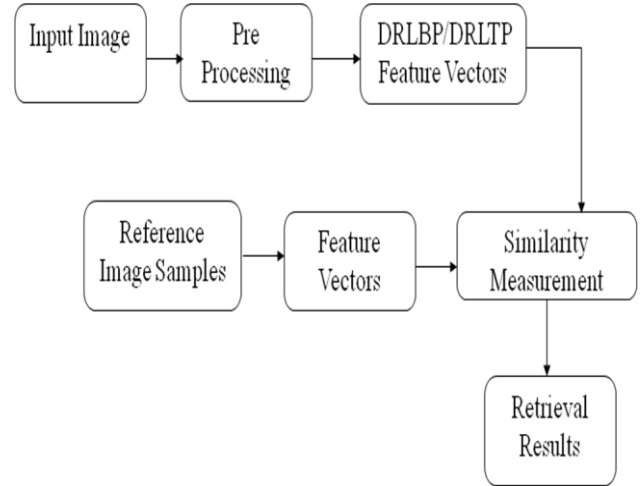 Input Image
Pre
Processing
DRLBP/DRLTP
Feature Vectors
Reference
Image Samples
Feature
Vectors
Similarity
Measurement
Retrieval
Results